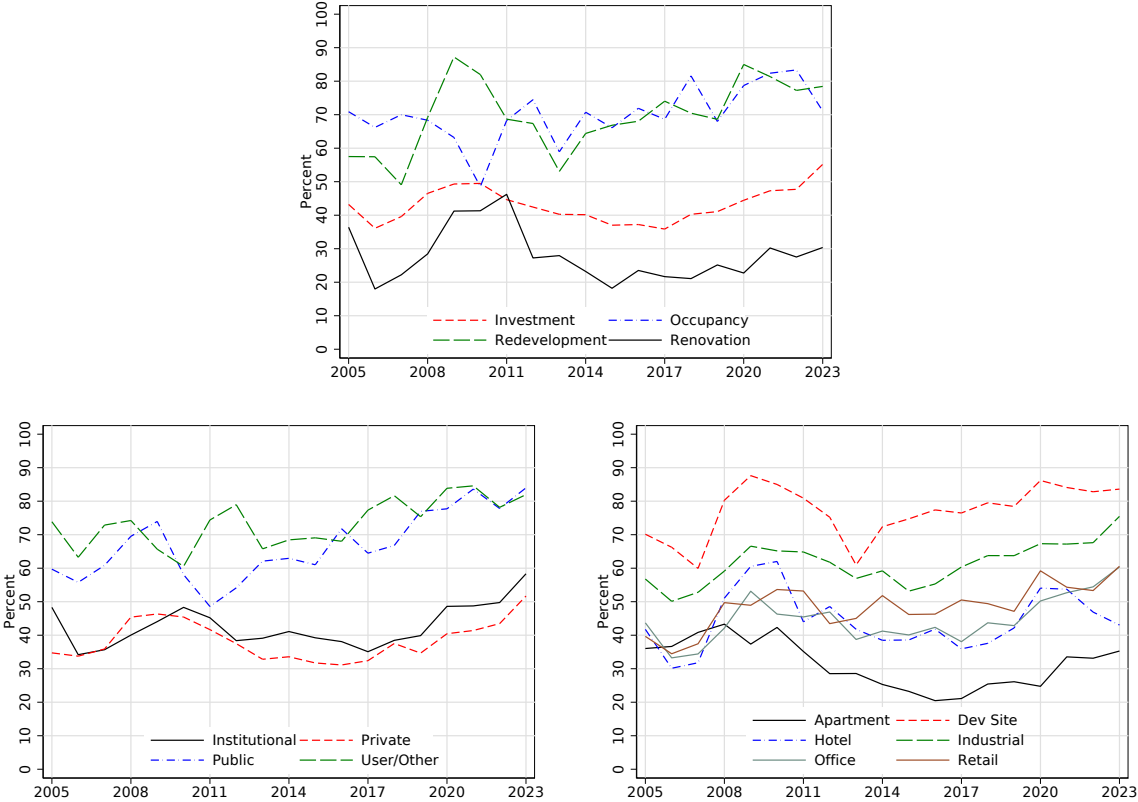 100
90
80
70
60
50
40
30
20
10
0
Percent
Investment Occupancy
Redevelopment Renovation
2005 2008 2011 2014 2017 2020 2023
100
90
80
70
60
50
40
30
20
10
0
Percent
Institutional Private
Public User/Other
2005 2008 2011 2014 2017 2020 2023
100
90
80
70
60
50
40
30
20
10
0
Percent
Apartment Dev Site
Hotel Industrial
Office Retail
2005 2008 2011 2014 2017 2020 2023